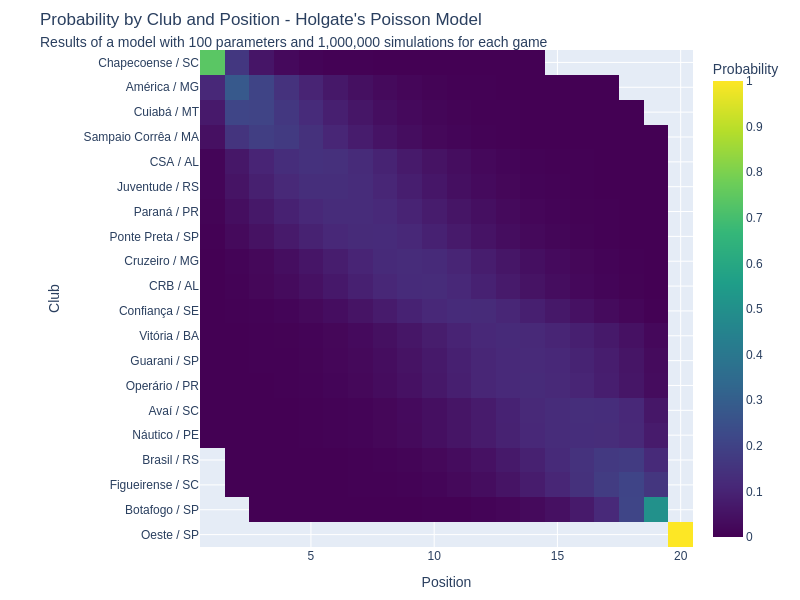 Probability by Club and Position - Holgate's Poisson Model
Results of a model with 100 parameters and 1,000,000 simulations for each game
Probability
Chapecoense / SC
América / MG
Cuiabá / MT
Sampaio Corrêa / MA
CSA / AL
Juventude / RS
Paraná / PR
Ponte Preta / SP
Cruzeiro / MG
CRB / AL
Confiança / SE
Vitória / BA
Guarani / SP
Operário / PR
Avaí / SC
Náutico / PE
Brasil / RS
Figueirense / SC
Botafogo / SP
Oeste / SP
Club
5
10
15
20
Position
1
0.9
0.8
0.7
0.6
0.5
0.4
0.3
0.2
0.1
0